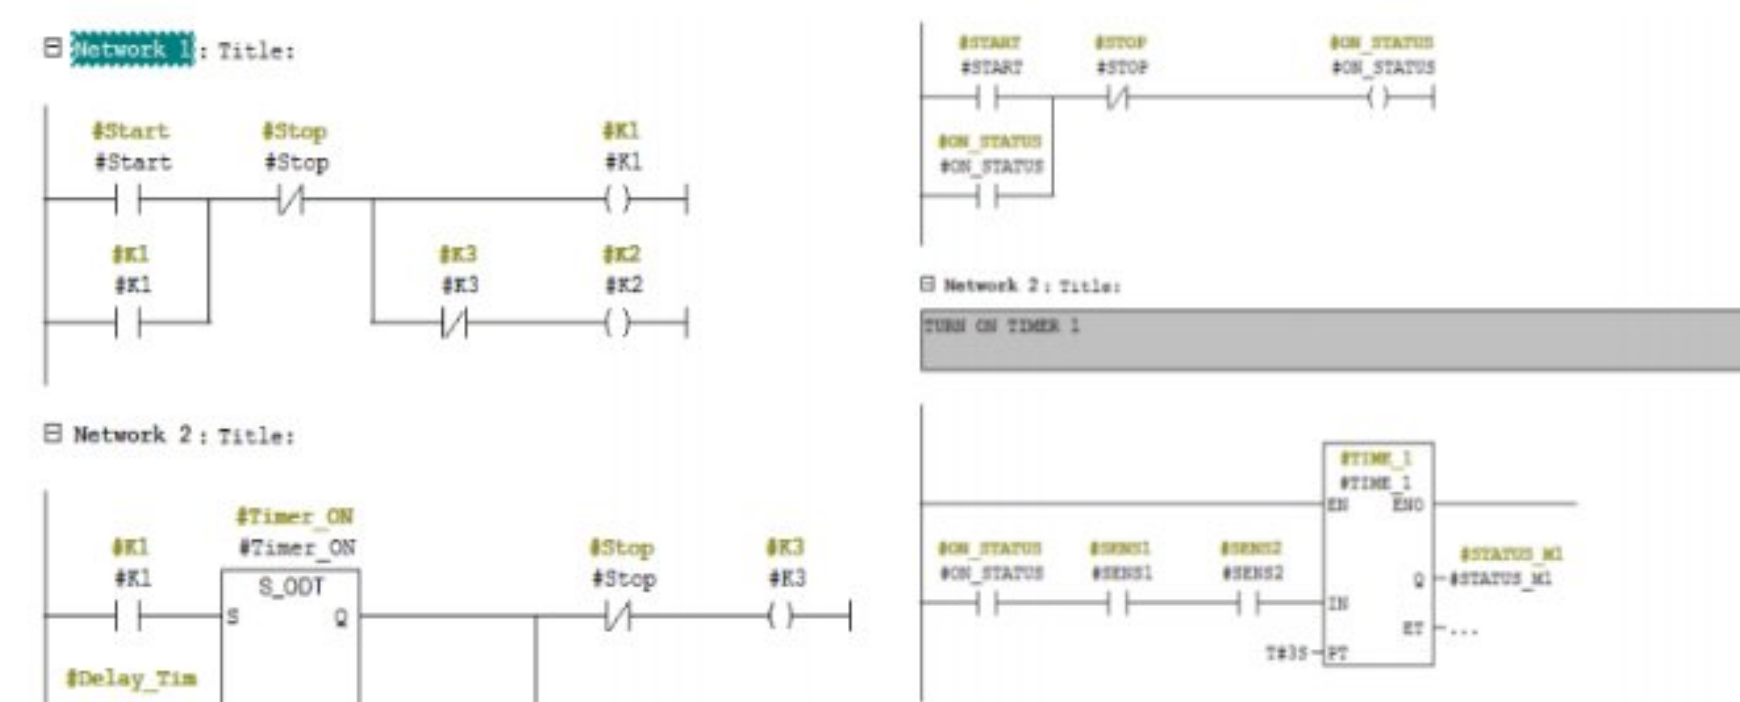 Network 1: Title:
#Start #Stop #K1
#Start #Stop #K1
#K1 #K3 #K2
#K1 #K3 #K2
Network 2: Title:
#Timer_ON
#K1 #Timer_ON #Stop #K3
#K1 S_ODT #Stop #K3
S Q
#Delay_Tim
#START #STOP #ON_STATUS
#START #STOP #ON_STATUS
#ON_STATUS
#ON_STATUS
Network 2: Title:
TURN ON TIMER 1
#TIME_1
#TIME_1
EN ENO
#ON_STATUS #SENS1 #SENS2 #STATUS_M1
#ON_STATUS #SENS1 #SENS2 Q #STATUS_M1
IN
ET ...
T#3S PT